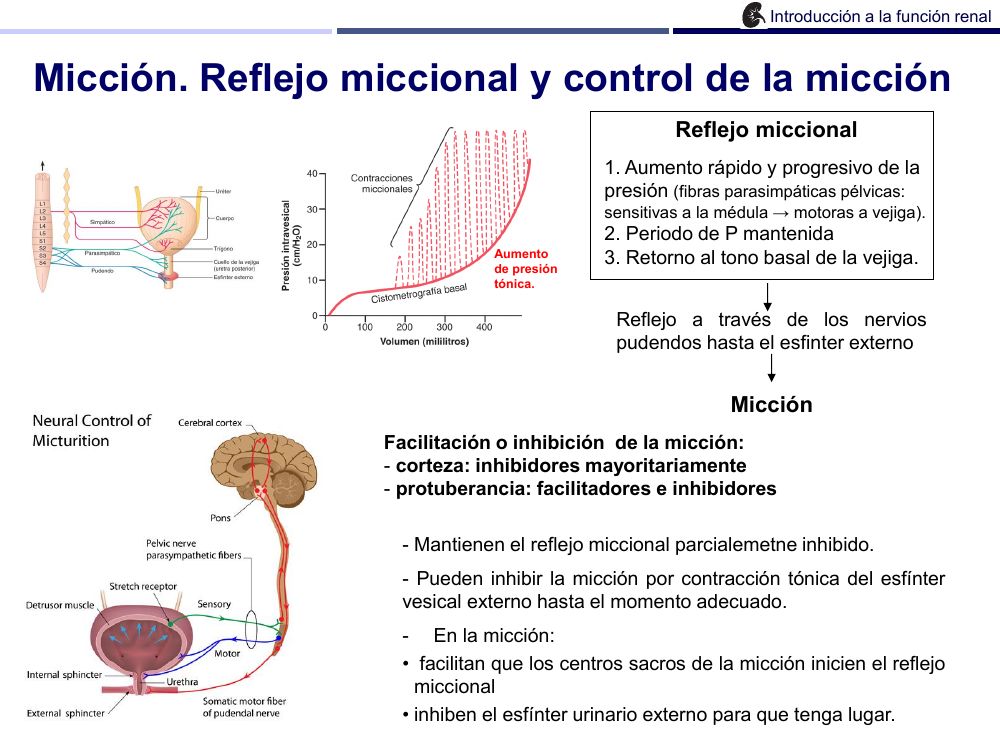 Introducción a la función renal
Micción. Reflejo miccional y control de la micción
L1
L2
L3
L4
L5
S1
S2
S3
S4
Simpático
Parasimpático
Pudendo
Uréter
Cuerpo
Trígono
Cuello de la vejiga
(uretra posterior)
Esfínter externo
Presión intravesical
(cm/H2O)
40
30
20
10
0
0
100
200
300
400
Volumen (mililitros)
Contracciones
miccionales
Cistometrografía basal
Aumento
de presión
tónica.
Reflejo miccional
1. Aumento rápido y progresivo de la
presión (fibras parasimpáticas pélvicas:
sensitivas a la médula → motoras a vejiga).
2. Periodo de P mantenida
3. Retorno al tono basal de la vejiga.
Reflejo a través de los nervios
pudendos hasta el esfinter externo
Micción
Neural Control of
Micturition
Cerebral cortex
Pons
Pelvic nerve
parasympathetic fibers
Stretch receptor
Detrusor muscle
Sensory
Motor
Internal sphincter
Urethra
External sphincter
Somatic motor fiber
of pudendal nerve
Facilitación o inhibición de la micción:
- corteza: inhibidores mayoritariamente
- protuberancia: facilitadores e inhibidores
- Mantienen el reflejo miccional parcialemetne inhibido.
- Pueden inhibir la micción por contracción tónica del esfínter
vesical externo hasta el momento adecuado.
- En la micción:
• facilitan que los centros sacros de la micción inicien el reflejo
miccional
• inhiben el esfínter urinario externo para que tenga lugar.